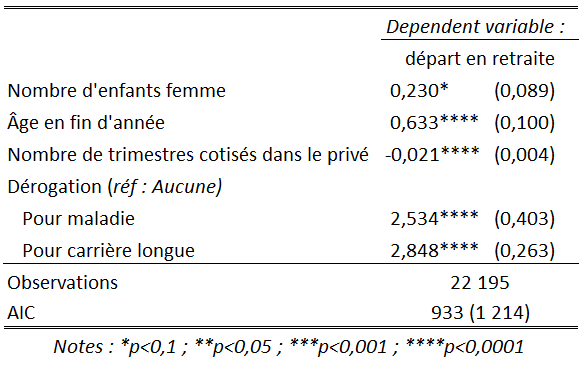 Dependent variable :
départ en retraite
Nombre d'enfants femme 0,230* (0,089)
Âge en fin d'année 0,633**** (0,100)
Nombre de trimestres cotisés dans le privé -0,021**** (0,004)
Dérogation (réf : Aucune)
Pour maladie 2,534**** (0,403)
Pour carrière longue 2,848**** (0,263)
Observations 22 195
AIC 933 (1 214)
Notes : *p<0,1 ; **p<0,05 ; ***p<0,001 ; ****p<0,0001